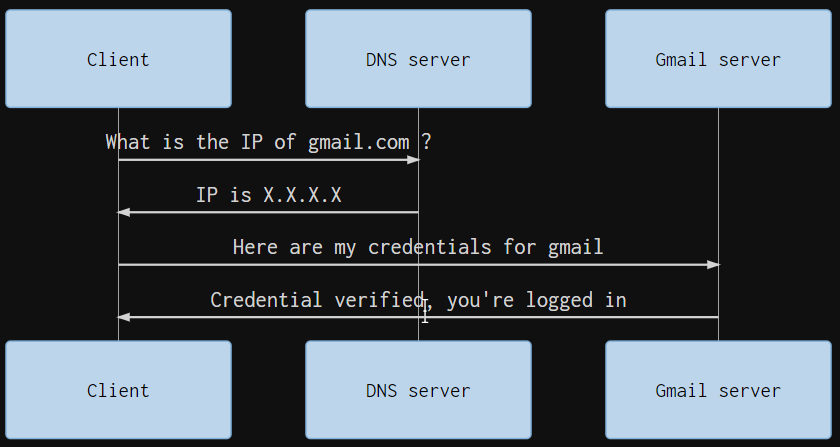 Client
DNS server
Gmail server
What is the IP of gmail.com ?
IP is X.X.X.X
Here are my credentials for gmail
Credential verified, you're logged in
Client
DNS server
Gmail server